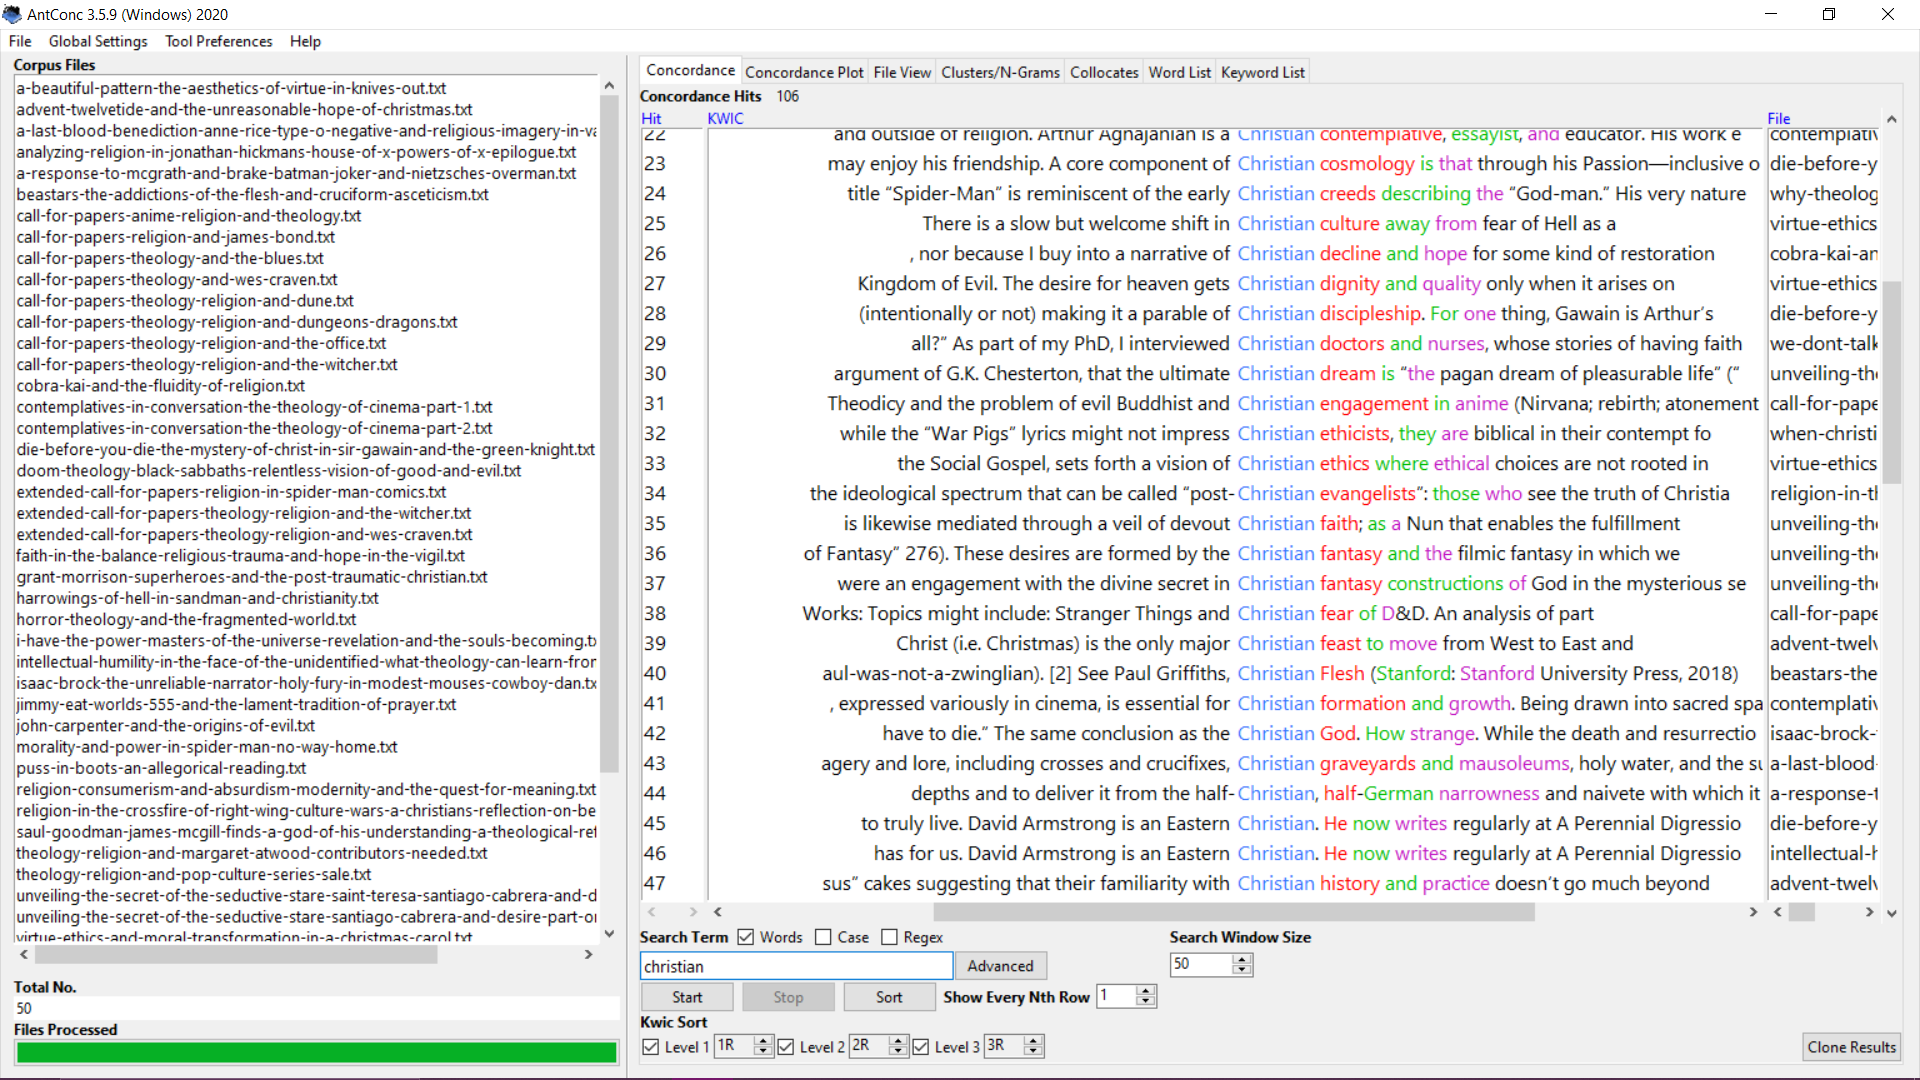 AntConc 3.5.9 (Windows) 2020
File Global Settings Tool Preferences Help
Corpus Files
a-beautiful-pattern-the-aesthetics-of-virtue-in-knives-out.txt
advent-twelvetide-and-the-unreasonable-hope-of-christmas.txt
a-last-blood-benediction-anne-rice-type-o-negative-and-religious-imagery-in-va
analyzing-religion-in-jonathan-hickmans-house-of-x-powers-of-x-epilogue.txt
a-response-to-mcgrath-and-brake-batman-joker-and-nietzsches-overman.txt
beastars-the-addictions-of-the-flesh-and-cruciform-asceticism.txt
call-for-papers-anime-religion-and-theology.txt
call-for-papers-religion-and-james-bond.txt
call-for-papers-theology-and-the-blues.txt
call-for-papers-theology-and-wes-craven.txt
call-for-papers-theology-religion-and-dune.txt
call-for-papers-theology-religion-and-dungeons-dragons.txt
call-for-papers-theology-religion-and-the-office.txt
call-for-papers-theology-religion-and-the-witcher.txt
cobra-kai-and-the-fluidity-of-religion.txt
contemplatives-in-conversation-the-theology-of-cinema-part-1.txt
contemplatives-in-conversation-the-theology-of-cinema-part-2.txt
die-before-you-die-the-mystery-of-christ-in-sir-gawain-and-the-green-knight.txt
doom-theology-black-sabbaths-relentless-vision-of-good-and-evil.txt
extended-call-for-papers-religion-in-spider-man-comics.txt
extended-call-for-papers-theology-religion-and-the-witcher.txt
extended-call-for-papers-theology-religion-and-wes-craven.txt
faith-in-the-balance-religious-trauma-and-hope-in-the-vigil.txt
grant-morrison-superheroes-and-the-post-traumatic-christian.txt
harrowings-of-hell-in-sandman-and-christianity.txt
horror-theology-and-the-fragmented-world.txt
i-have-the-power-masters-of-the-universe-revelation-and-the-souls-becoming.tx
intellectual-humility-in-the-face-of-the-unidentified-what-theology-can-learn-fror
isaac-brock-the-unreliable-narrator-holy-fury-in-modest-mouses-cowboy-dan.tx
jimmy-eat-worlds-555-and-the-lament-tradition-of-prayer.txt
john-carpenter-and-the-origins-of-evil.txt
morality-and-power-in-spider-man-no-way-home.txt
puss-in-boots-an-allegorical-reading.txt
religion-consumerism-and-absurdism-modernity-and-the-quest-for-meaning.txt
religion-in-the-crossfire-of-right-wing-culture-wars-a-christians-reflection-on-be
saul-goodman-james-mcgill-finds-a-god-of-his-understanding-a-theological-ref
theology-religion-and-margaret-atwood-contributors-needed.txt
theology-religion-and-pop-culture-series-sale.txt
unveiling-the-secret-of-the-seductive-stare-saint-teresa-santiago-cabrera-and-d
unveiling-the-secret-of-the-seductive-stare-santiago-cabrera-and-desire-part-o
virtue-ethics-and-moral-transformation-in-a-christmas-carol.txt
Total No.
50
Files Processed
Concordance Concordance Plot File View Clusters/N-Grams Collocates Word List Keyword List
Concordance Hits 106
Hit KWIC File
22 and outside of religion. Arthur Aghajanian is a Christian contemplative, essayist, and educator. His work e contemplativ
23 may enjoy his friendship. A core component of Christian cosmology is that through his Passion—inclusive o die-before-y
24 title “Spider-Man” is reminiscent of the early Christian creeds describing the “God-man.” His very nature why-theolog
25 There is a slow but welcome shift in Christian culture away from fear of Hell as a virtue-ethics
26 , nor because I buy into a narrative of Christian decline and hope for some kind of restoration cobra-kai-an
27 Kingdom of Evil. The desire for heaven gets Christian dignity and quality only when it arises on virtue-ethics
28 (intentionally or not) making it a parable of Christian discipleship. For one thing, Gawain is Arthur’s die-before-y
29 all?” As part of my PhD, I interviewed Christian doctors and nurses, whose stories of having faith we-dont-talk
30 argument of G.K. Chesterton, that the ultimate Christian dream is “the pagan dream of pleasurable life” (“ unveiling-the
31 Theodicy and the problem of evil Buddhist and Christian engagement in anime (Nirvana; rebirth; atonement call-for-pape
32 while the “War Pigs” lyrics might not impress Christian ethicists, they are biblical in their contempt fo when-christi
33 the Social Gospel, sets forth a vision of Christian ethics where ethical choices are not rooted in virtue-ethics
34 the ideological spectrum that can be called “post-Christian evangelists”: those who see the truth of Christia religion-in-th
35 is likewise mediated through a veil of devout Christian faith; as a Nun that enables the fulfillment unveiling-the
36 of Fantasy” 276). These desires are formed by the Christian fantasy and the filmic fantasy in which we unveiling-the
37 were an engagement with the divine secret in Christian fantasy constructions of God in the mysterious se unveiling-the
38 Works: Topics might include: Stranger Things and Christian fear of D&D. An analysis of part call-for-pape
39 Christ (i.e. Christmas) is the only major Christian feast to move from West to East and advent-twelv
40 aul-was-not-a-zwinglian). [2] See Paul Griffiths, Christian Flesh (Stanford: Stanford University Press, 2018) beastars-the
41 , expressed variously in cinema, is essential for Christian formation and growth. Being drawn into sacred spa contemplativ
42 have to die.” The same conclusion as the Christian God. How strange. While the death and resurrectio isaac-brock-
43 agery and lore, including crosses and crucifixes, Christian graveyards and mausoleums, holy water, and the su a-last-blood-
44 depths and to deliver it from the half-Christian, half-German narrowness and naivete with which it a-response-t
45 to truly live. David Armstrong is an Eastern Christian. He now writes regularly at A Perennial Digressio die-before-y
46 has for us. David Armstrong is an Eastern Christian. He now writes regularly at A Perennial Digressio intellectual-h
47 sus” cakes suggesting that their familiarity with Christian history and practice doesn’t go much beyond advent-twelv
Search Term Words Case Regex Search Window Size
christian Advanced 50
Start Stop Sort Show Every Nth Row 1
Kwic Sort
Level 1 1R Level 2 2R Level 3 3R Clone Results